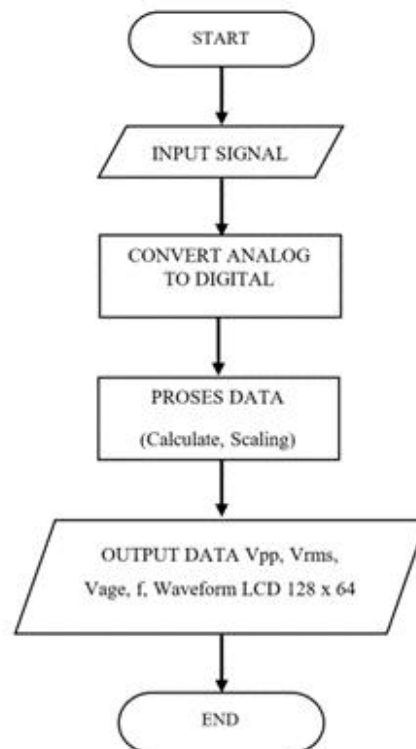 START
INPUT SIGNAL
CONVERT ANALOG
TO DIGITAL
PROSES DATA
(Calculate, Scaling)
OUTPUT DATA Vpp, Vrms,
Vage, f, Waveform LCD 128 x 64
END